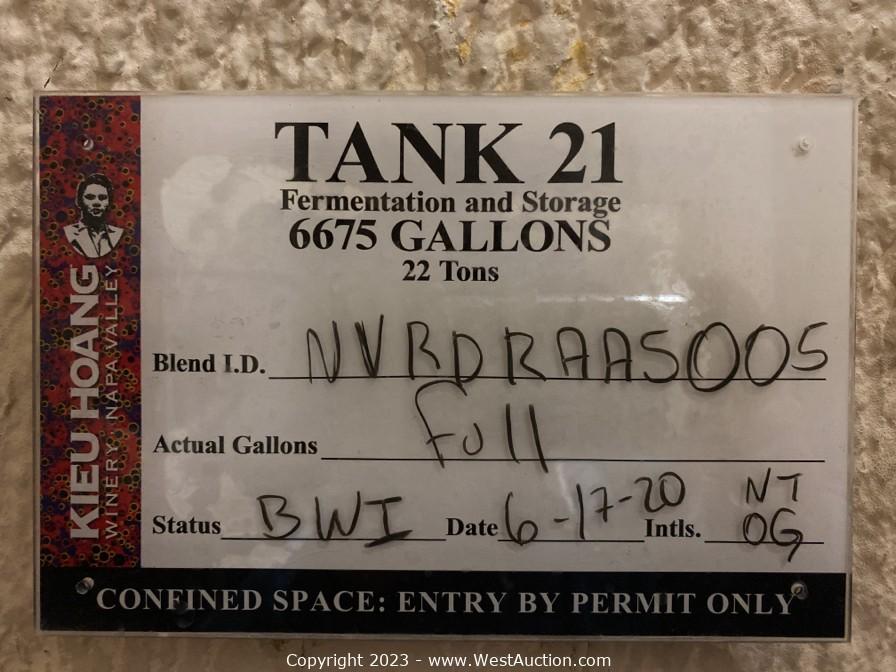 TANK 21
Fermentation and Storage
6675 GALLONS
22 Tons
KIEU HOANG
WINERY, NAPA VALLEY
Blend I.D. NVRDRAAS005
Actual Gallons Full
Status BWI Date 6-17-20 Intls. NT OG
CONFINED SPACE: ENTRY BY PERMIT ONLY
Copyright 2023 - www.WestAuction.com